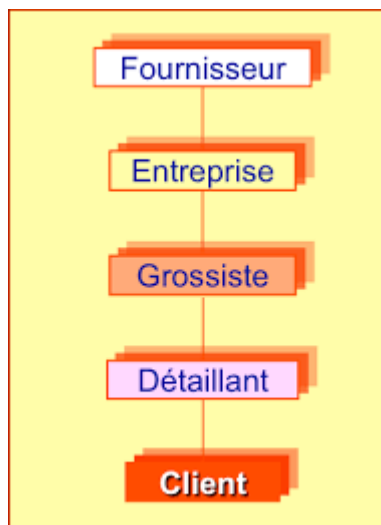 Fournisseur
Entreprise
Grossiste
Détaillant
Client